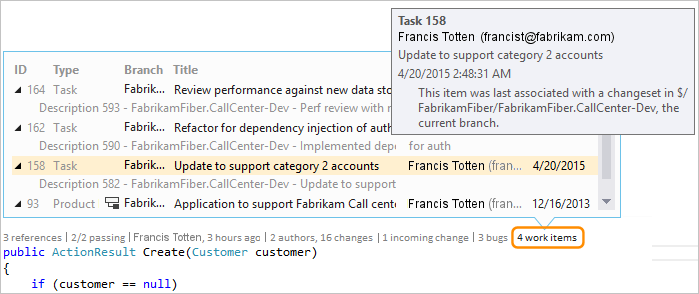 Task 158
Francis Totten (francist@fabrikam.com)
Update to support category 2 accounts
4/20/2015 2:48:31 AM
This item was last associated with a changeset in $/
FabrikamFiber/FabrikamFiber.CallCenter-Dev, the
current branch.
ID Type Branch Title
164 Task Fabrik... Review performance against new data sto
Description 593 - FabrikamFiber.CallCenter-Dev - Perf review with
162 Task Fabrik... Refactor for dependency injection of auth
Description 590 - FabrikamFiber.CallCenter-Dev - Implemented depe for auth
158 Task Fabrik... Update to support category 2 accounts Francis Totten (fran... 4/20/2015
Description 582 - FabrikamFiber.CallCenter-Dev - Update to support
93 Product Fabrik... Application to support Fabrikam Call cente Francis Totten (fran... 12/16/2013
3 references | 2/2 passing | Francis Totten, 3 hours ago | 2 authors, 16 changes | 1 incoming change | 3 bugs | 4 work items
public ActionResult Create(Customer customer)
{
if (customer == null)